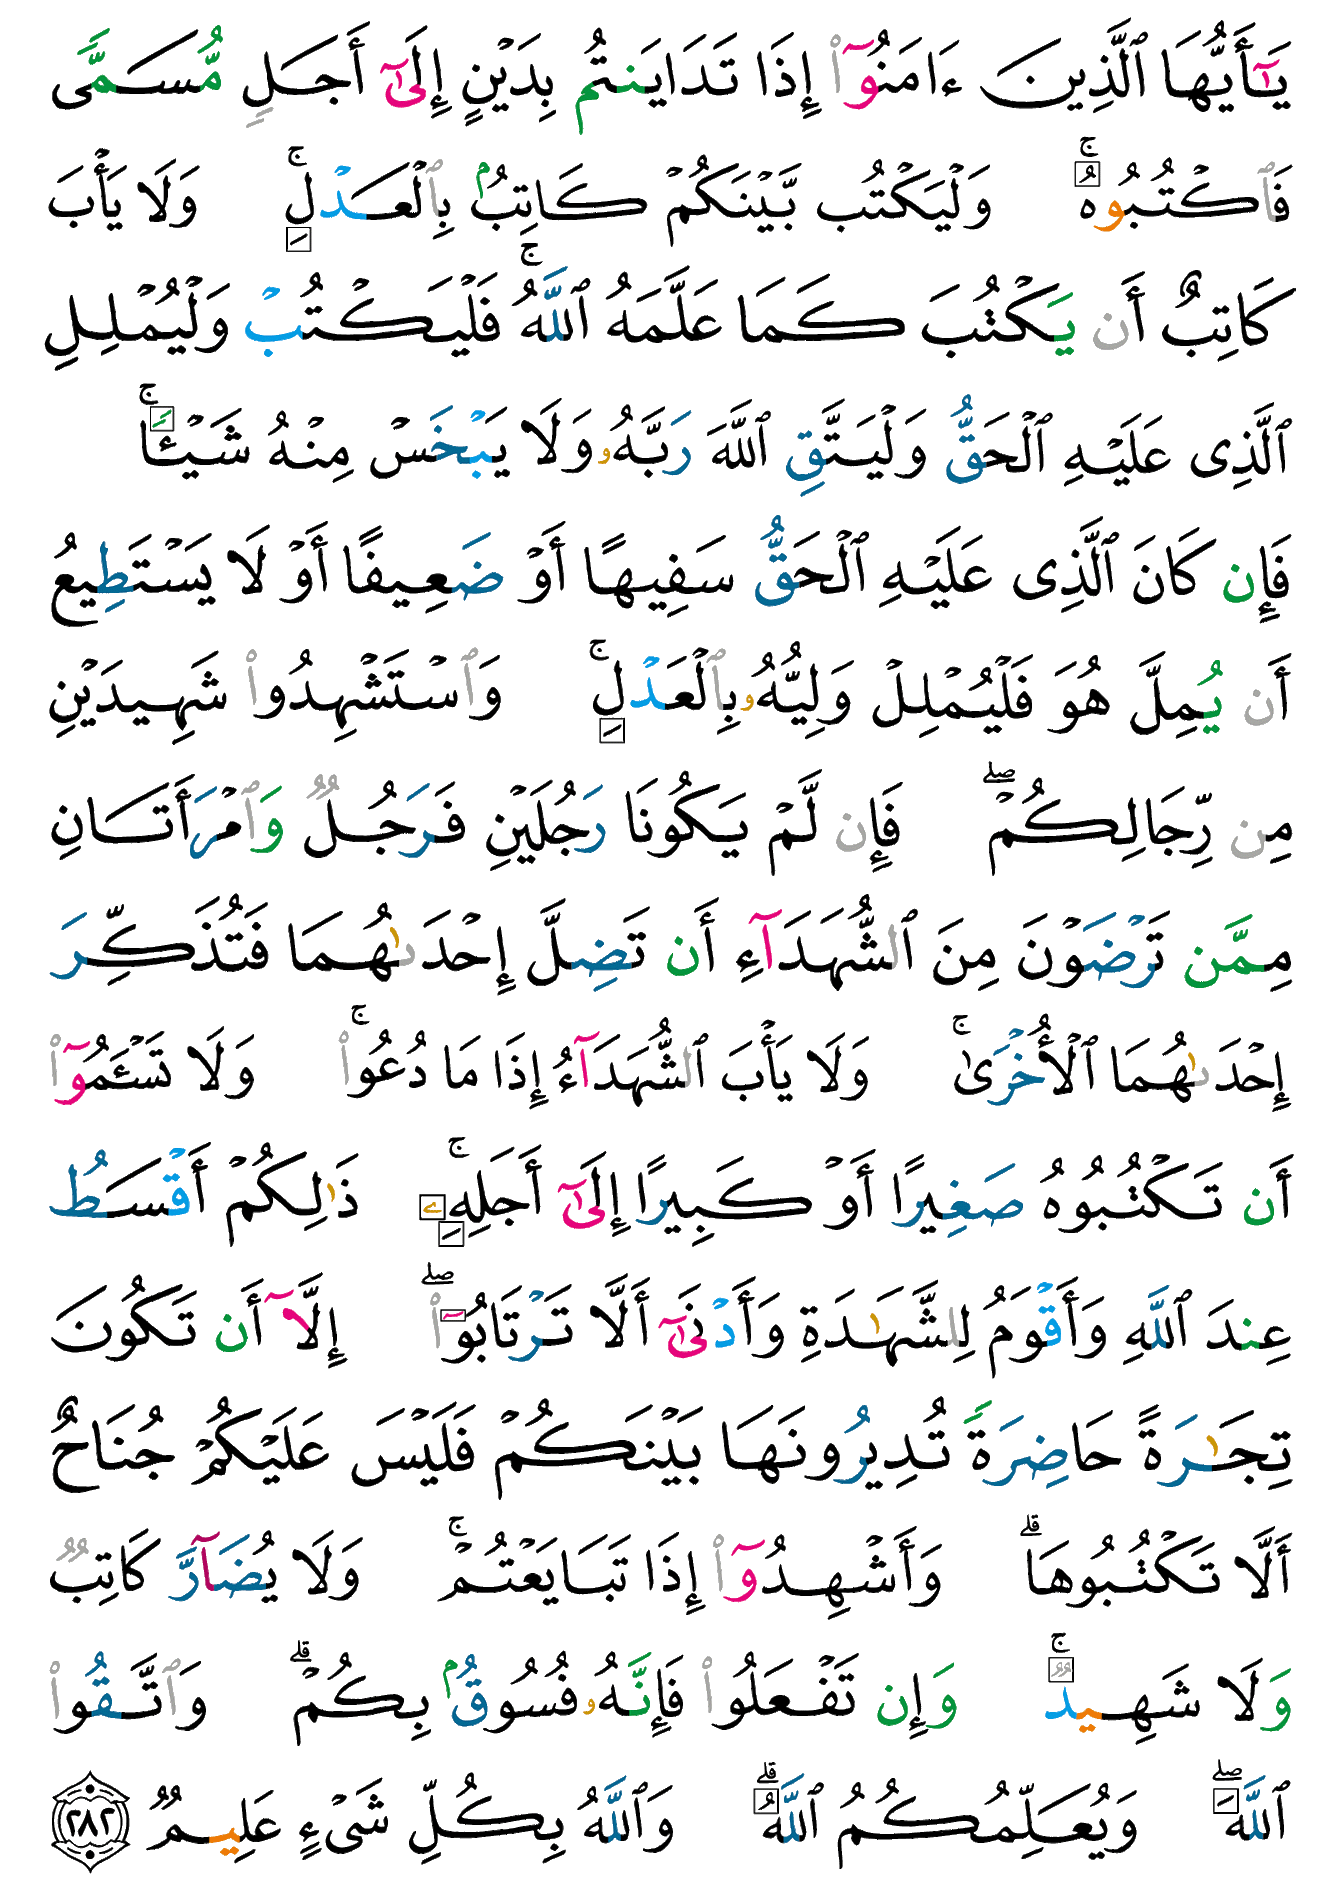 يَـٰٓأَيُّهَا ٱلَّذِينَ ءَامَنُوٓا۟ إِذَا تَدَايَنتُم بِدَيْنٍ إِلَىٰٓ أَجَلٍ مُّسَمًّى
فَٱكْتُبُوهُ ۚ وَلْيَكْتُب بَّيْنَكُمْ كَاتِبٌۢ بِٱلْعَدْلِ ۚ وَلَا يَأْبَ
كَاتِبٌ أَن يَكْتُبَ كَمَا عَلَّمَهُ ٱللَّهُ ۚ فَلْيَكْتُبْ وَلْيُمْلِلِ
ٱلَّذِى عَلَيْهِ ٱلْحَقُّ وَلْيَتَّقِ ٱللَّهَ رَبَّهُۥ وَلَا يَبْخَسْ مِنْهُ شَيْـًٔا ۚ
فَإِن كَانَ ٱلَّذِى عَلَيْهِ ٱلْحَقُّ سَفِيهًا أَوْ ضَعِيفًا أَوْ لَا يَسْتَطِيعُ
أَن يُمِلَّ هُوَ فَلْيُمْلِلْ وَلِيُّهُۥ بِٱلْعَدْلِ ۚ وَٱسْتَشْهِدُوا۟ شَهِيدَيْنِ
مِن رِّجَالِكُمْ ۖ فَإِن لَّمْ يَكُونَا رَجُلَيْنِ فَرَجُلٌ وَٱمْرَأَتَانِ
مِمَّن تَرْضَوْنَ مِنَ ٱلشُّهَدَآءِ أَن تَضِلَّ إِحْدَىٰهُمَا فَتُذَكِّرَ
إِحْدَىٰهُمَا ٱلْأُخْرَىٰ ۚ وَلَا يَأْبَ ٱلشُّهَدَآءُ إِذَا مَا دُعُوا۟ ۚ وَلَا تَسْـَٔمُوٓا۟
أَن تَكْتُبُوهُ صَغِيرًا أَوْ كَبِيرًا إِلَىٰٓ أَجَلِهِۦ ۚ ذَٰلِكُمْ أَقْسَطُ
عِندَ ٱللَّهِ وَأَقْوَمُ لِلشَّهَـٰدَةِ وَأَدْنَىٰٓ أَلَّا تَرْتَابُوٓا۟ ۖ إِلَّآ أَن تَكُونَ
تِجَـٰرَةً حَاضِرَةً تُدِيرُونَهَا بَيْنَكُمْ فَلَيْسَ عَلَيْكُمْ جُنَاحٌ
أَلَّا تَكْتُبُوهَا ۗ وَأَشْهِدُوٓا۟ إِذَا تَبَايَعْتُمْ ۚ وَلَا يُضَآرَّ كَاتِبٌ
وَلَا شَهِيدٌ ۚ وَإِن تَفْعَلُوا۟ فَإِنَّهُۥ فُسُوقٌۢ بِكُمْ ۗ وَٱتَّقُوا۟
ٱللَّهَ ۖ وَيُعَلِّمُكُمُ ٱللَّهُ ۗ وَٱللَّهُ بِكُلِّ شَىْءٍ عَلِيمٌ ٢٨٢